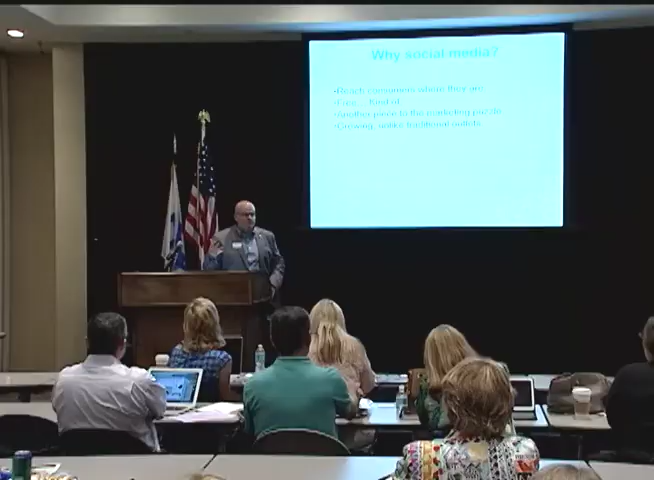 Why social media?
•Reach consumers where they are
•Free... kind of
•Another piece to the marketing puzzle
•Growing, unlike traditional outlets